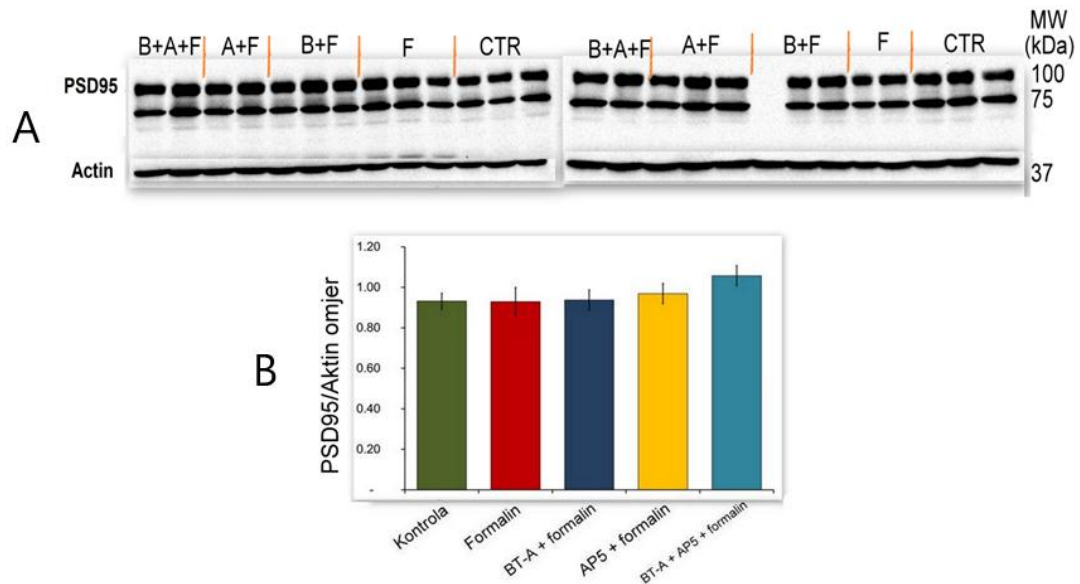 B+A+F A+F B+F F CTR
B+A+F A+F B+F F CTR
MW
(kDa)
PSD95
100
75
A
Actin
37
B
PSD95/Aktin omjer
1.20
1.00
0.80
0.60
0.40
0.20
-
Kontrola
Formalin
BT-A + formalin
AP5 + formalin
BT-A + AP5 + formalin